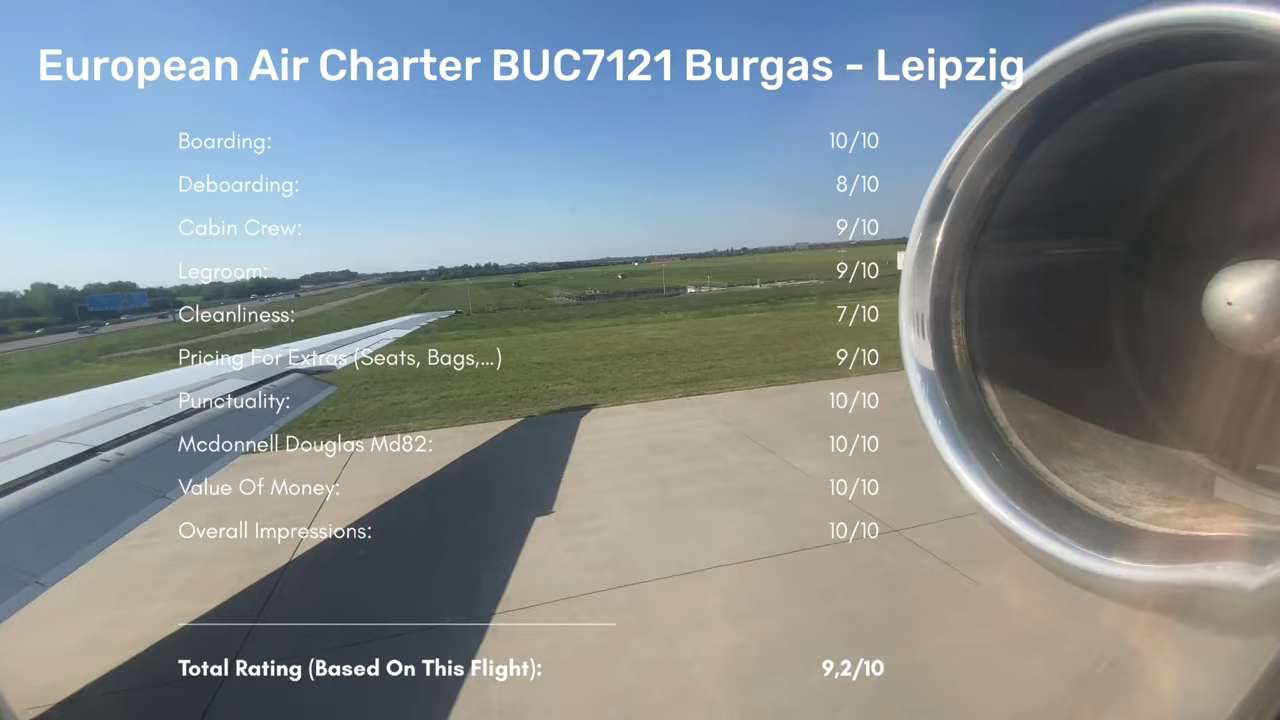 European Air Charter BUC7121 Burgas - Leipzig
Boarding: 10/10
Deboarding: 8/10
Cabin Crew: 9/10
Legroom: 9/10
Cleanliness: 7/10
Pricing For Extras (Seats, Bags,...) 9/10
Punctuality: 10/10
Mcdonnell Douglas Md82: 10/10
Value Of Money: 10/10
Overall Impressions: 10/10
Total Rating (Based On This Flight): 9,2/10